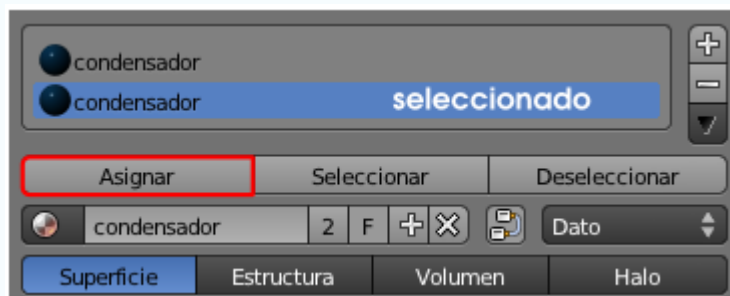 condensador
condensador seleccionado
Asignar Seleccionar Deseleccionar
condensador 2 F Dato
Superficie Estructura Volumen Halo